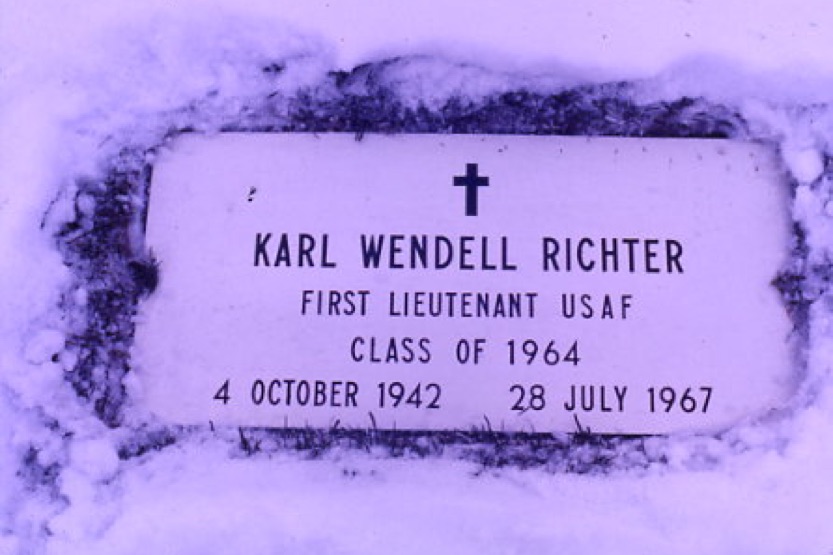 KARL WENDELL RICHTER
FIRST LIEUTENANT USAF
CLASS OF 1964
4 OCTOBER 1942 28 JULY 1967